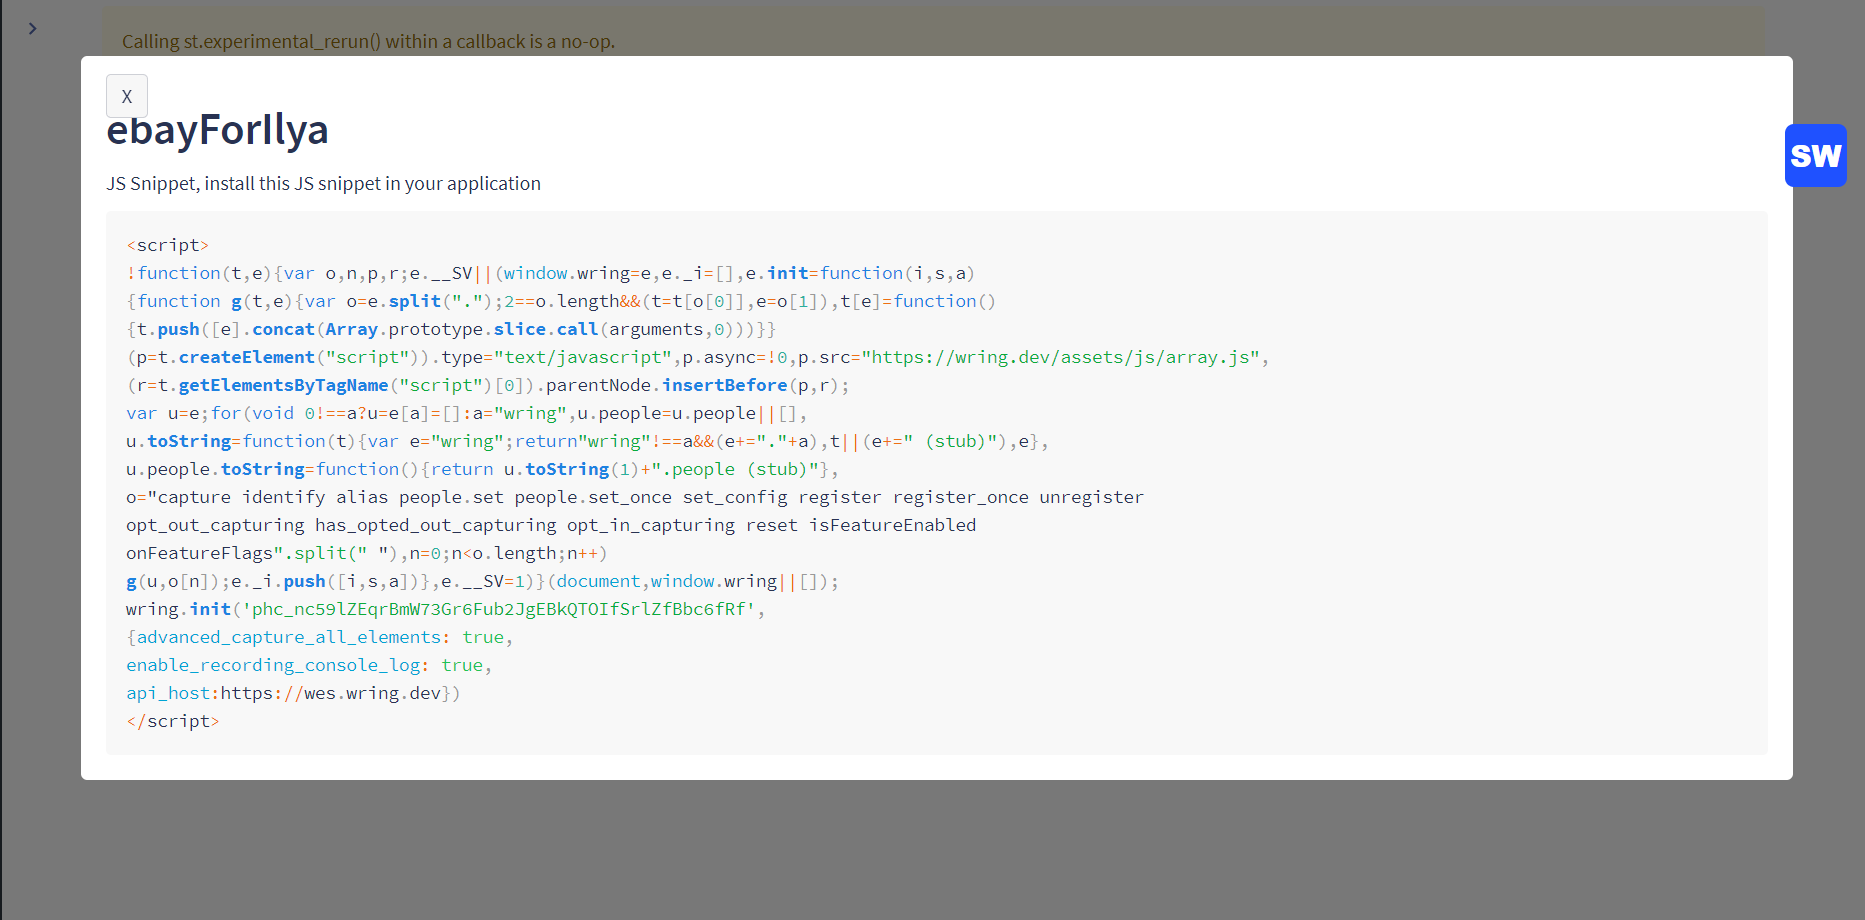 Calling st.experimental_rerun() within a callback is a no-op.
X
ebayForIlya
SW
JS Snippet, install this JS snippet in your application
<script>
!function(t,e){var o,n,p,r;e.__SV||(window.wring=e,e._i=[],e.init=function(i,s,a)
{function g(t,e){var o=e.split(".");2==o.length&&(t=t[o[0]],e=o[1]),t[e]=function()
{t.push([e].concat(Array.prototype.slice.call(arguments,0)))}}
(p=t.createElement("script")).type="text/javascript",p.async=!0,p.src="https://wring.dev/assets/js/array.js",
(r=t.getElementsByTagName("script")[0]).parentNode.insertBefore(p,r);
var u=e;for(void 0!==a?u=e[a]=[]:a="wring",u.people=u.people||[],
u.toString=function(t){var e="wring";return"wring"!==a&&(e+="."+a),t||(e+=" (stub)"),e},
u.people.toString=function(){return u.toString(1)+".people (stub)"},
o="capture identify alias people.set people.set_once set_config register register_once unregister
opt_out_capturing has_opted_out_capturing opt_in_capturing reset isFeatureEnabled
onFeatureFlags".split(" "),n=0;n<o.length;n++)
g(u,o[n]);e._i.push([i,s,a])},e.__SV=1)}(document,window.wring||[]);
wring.init('phc_nc59lZEqrBmW73Gr6Fub2JgEBkQTOIfSrlZfBbc6fRf',
{advanced_capture_all_elements: true,
enable_recording_console_log: true,
api_host:https://wes.wring.dev})
</script>